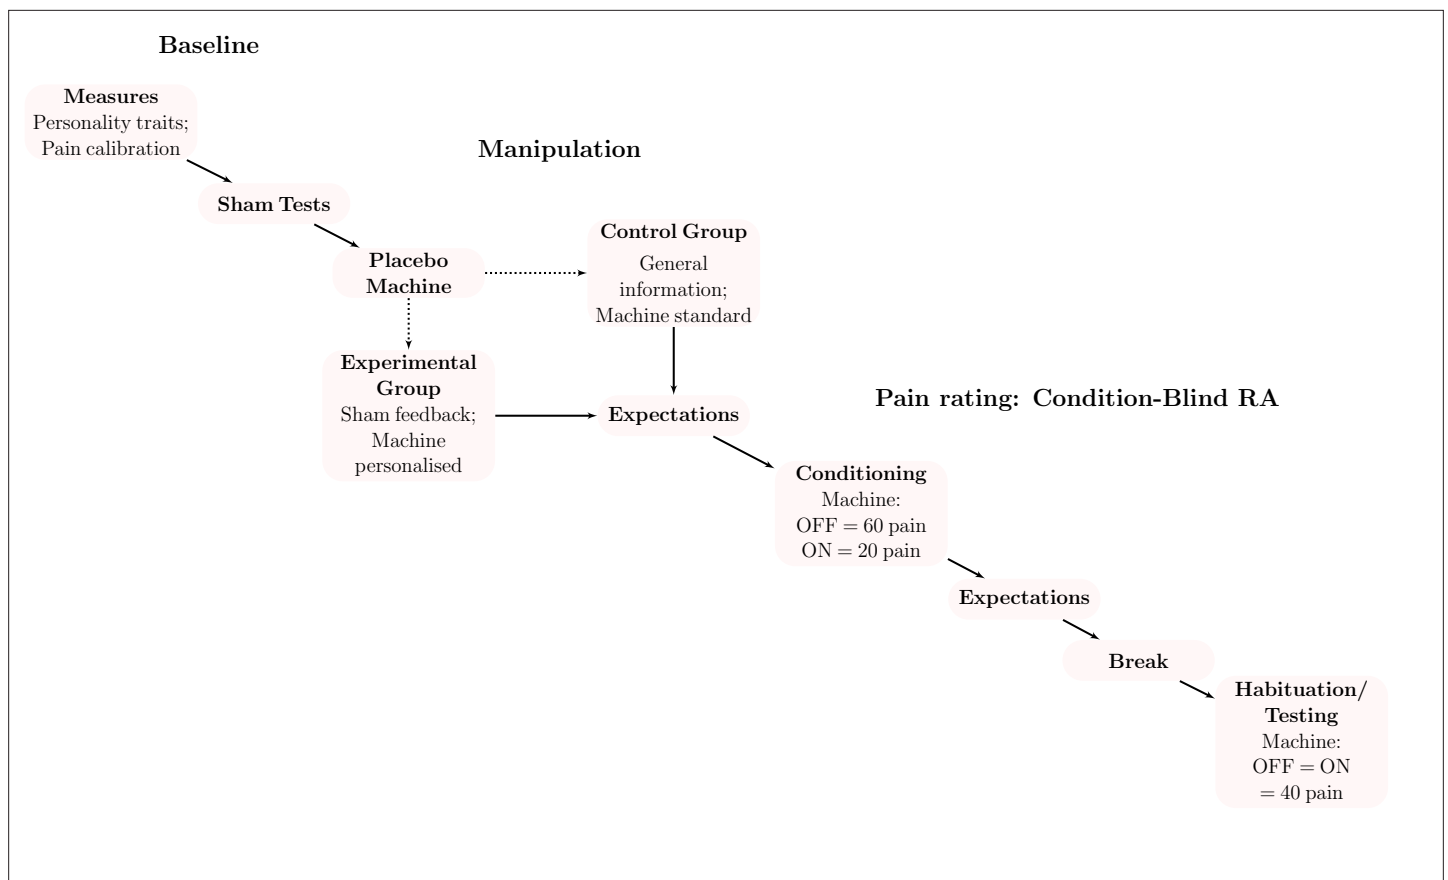 Baseline
Measures
Personality traits;
Pain calibration
Manipulation
Sham Tests
Placebo
Machine
Control Group
General
information;
Machine standard
Experimental
Group
Sham feedback;
Machine
personalised
Expectations
Pain rating: Condition-Blind RA
Conditioning
Machine:
OFF = 60 pain
ON = 20 pain
Expectations
Break
Habituation/
Testing
Machine:
OFF = ON
= 40 pain